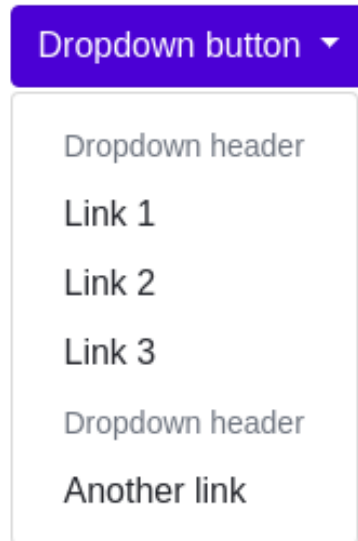 Dropdown button
Dropdown header
Link 1
Link 2
Link 3
Dropdown header
Another link